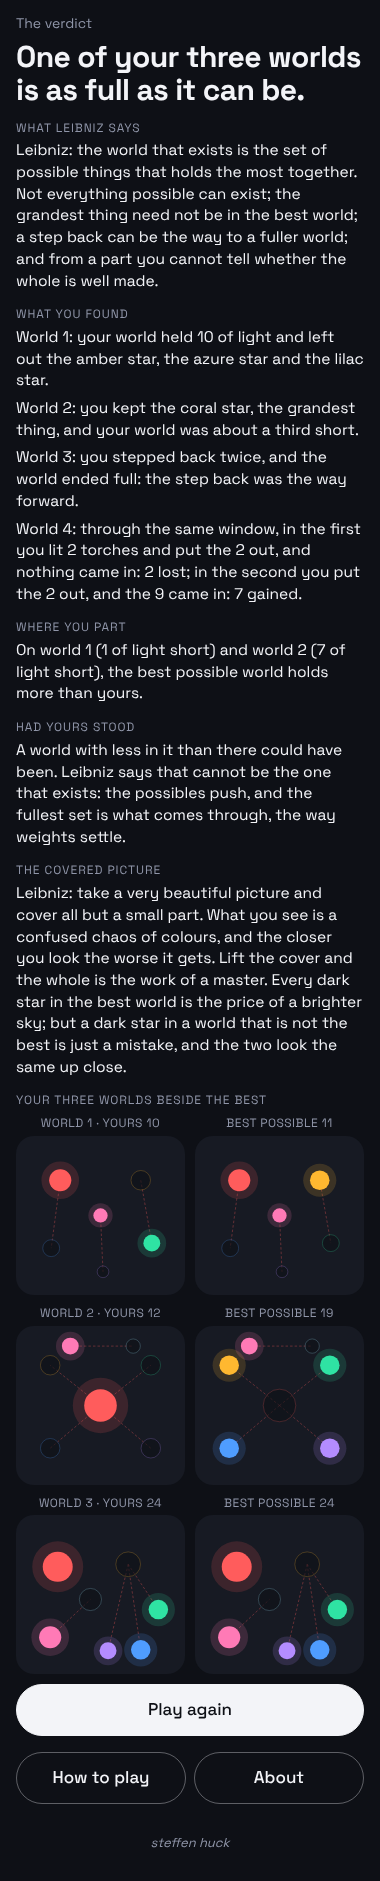 The verdict
One of your three worlds
is as full as it can be.
WHAT LEIBNIZ SAYS
Leibniz: the world that exists is the set of
possible things that holds the most together.
Not everything possible can exist; the
grandest thing need not be in the best world;
a step back can be the way to a fuller world;
and from a part you cannot tell whether the
whole is well made.
WHAT YOU FOUND
World 1: your world held 10 of light and left
out the amber star, the azure star and the lilac
star.
World 2: you kept the coral star, the grandest
thing, and your world was about a third short.
World 3: you stepped back twice, and the
world ended full: the step back was the way
forward.
World 4: through the same window, in the first
you lit 2 torches and put the 2 out, and
nothing came in: 2 lost; in the second you put
the 2 out, and the 9 came in: 7 gained.
WHERE YOU PART
On world 1 (1 of light short) and world 2 (7 of
light short), the best possible world holds
more than yours.
HAD YOURS STOOD
A world with less in it than there could have
been. Leibniz says that cannot be the one
that exists: the possibles push, and the
fullest set is what comes through, the way
weights settle.
THE COVERED PICTURE
Leibniz: take a very beautiful picture and
cover all but a small part. What you see is a
confused chaos of colours, and the closer
you look the worse it gets. Lift the cover and
the whole is the work of a master. Every dark
star in the best world is the price of a brighter
sky; but a dark star in a world that is not the
best is just a mistake, and the two look the
same up close.
YOUR THREE WORLDS BESIDE THE BEST
WORLD 1 · YOURS 10
BEST POSSIBLE 11
WORLD 2 · YOURS 12
BEST POSSIBLE 19
WORLD 3 · YOURS 24
BEST POSSIBLE 24
Play again
How to play
About
steffen huck